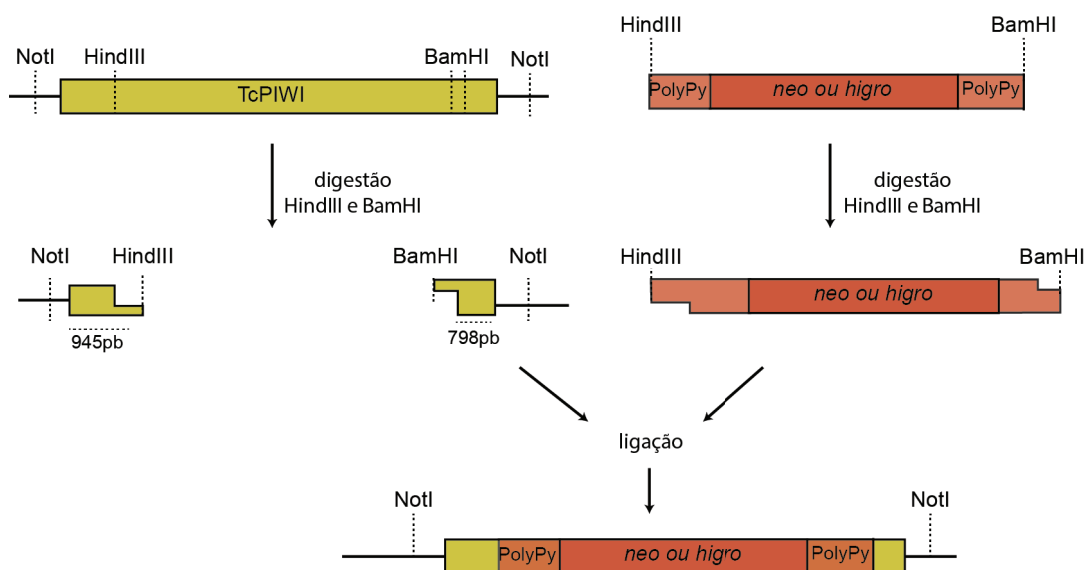 NotI HindIII BamHI NotI
TcPIWI
HindIII BamHI
PolyPy neo ou higro PolyPy
digestão
HindIII e BamHI
digestão
HindIII e BamHI
NotI HindIII
945pb
BamHI NotI
798pb
HindIII BamHI
neo ou higro
ligação
NotI NotI
PolyPy neo ou higro PolyPy